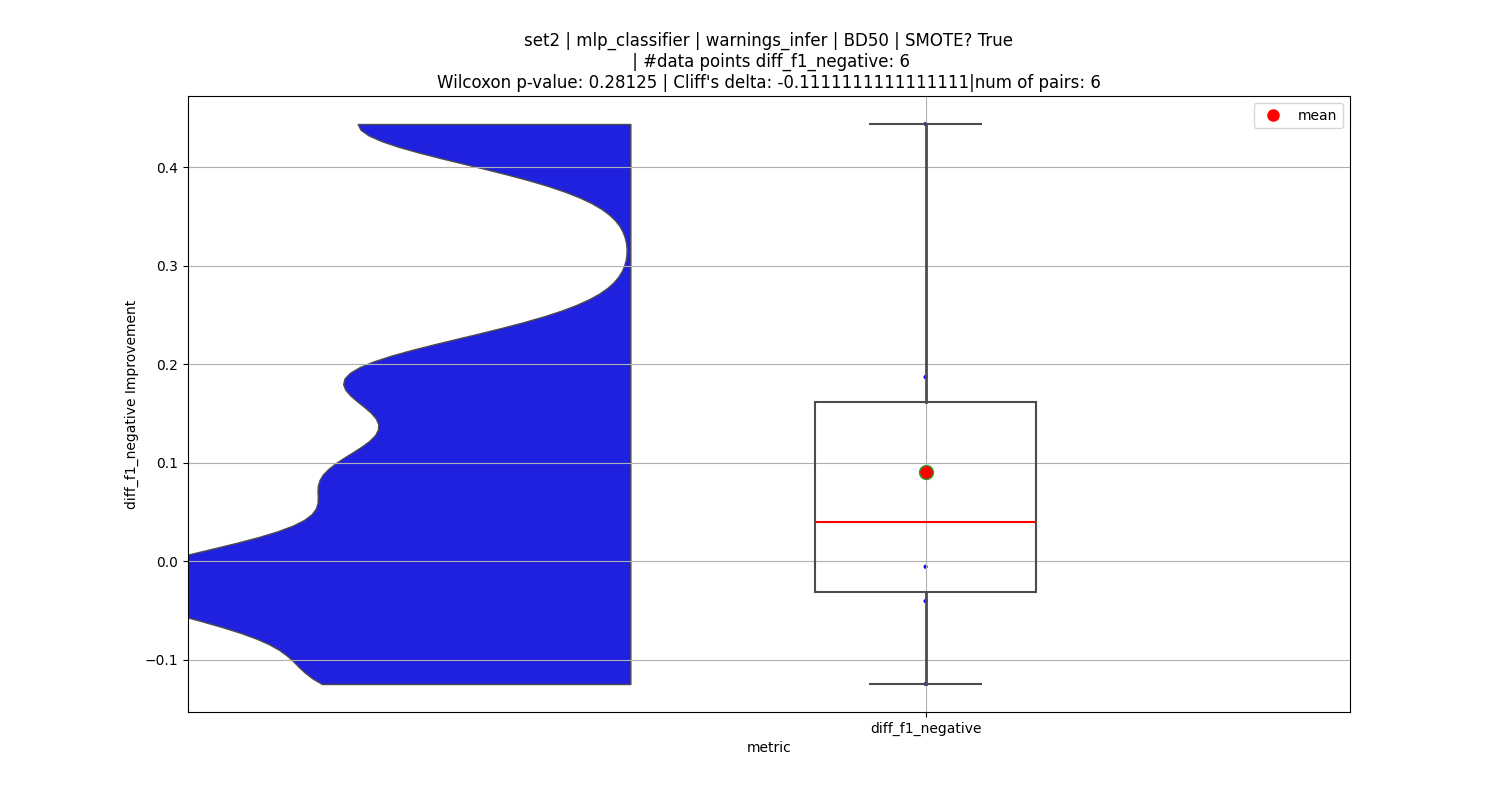 set2 | mlp_classifier | warnings_infer | BD50 | SMOTE? True
| #data points diff_f1_negative: 6
Wilcoxon p-value: 0.28125 | Cliff's delta: -0.1111111111111111|num of pairs: 6
mean
0.4
0.3
0.2
0.1
0.0
−0.1
diff_f1_negative Improvement
diff_f1_negative
metric